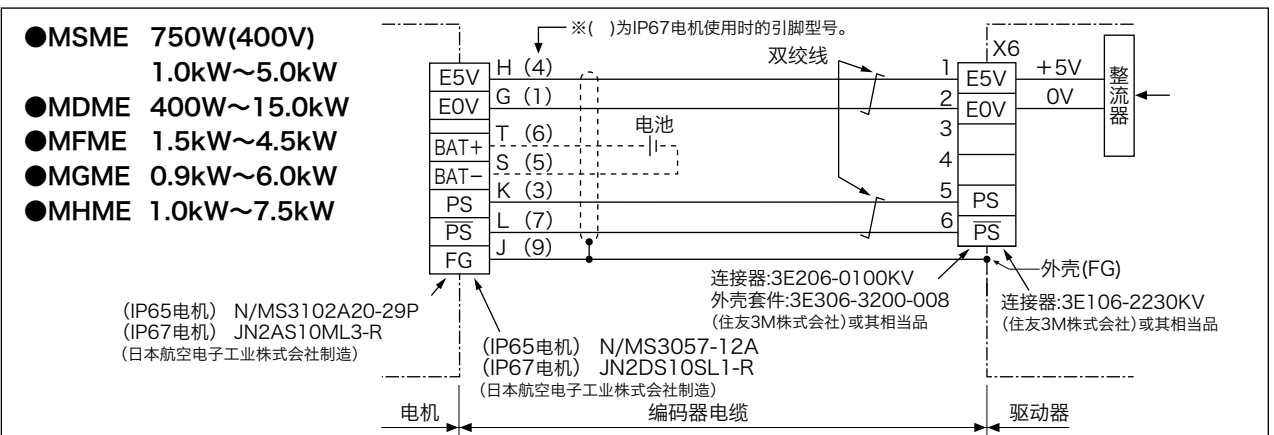 ●MSME 750W(400V)
1.0kW～5.0kW
●MDME 400W～15.0kW
●MFME 1.5kW～4.5kW
●MGME 0.9kW～6.0kW
●MHME 1.0kW～7.5kW
※( )为IP67电机使用时的引脚型号。
双绞线
X6
E5V H (4)
1 E5V +5V
E0V G (1)
2 E0V 0V
整流器
3
T (6)
BAT+
电池
4
S (5)
BAT−
PS K (3)
5 PS
P̅S̅ L (7)
6 P̅S̅
FG J (9)
外壳(FG)
连接器:3E206-0100KV
外壳套件:3E306-3200-008
(住友3M株式会社)或其相当品
连接器:3E106-2230KV
(住友3M株式会社)或其相当品
(IP65电机) N/MS3102A20-29P
(IP67电机) JN2AS10ML3-R
(日本航空电子工业株式会社制造)
(IP65电机) N/MS3057-12A
(IP67电机) JN2DS10SL1-R
(日本航空电子工业株式会社制造)
电机 编码器电缆 驱动器